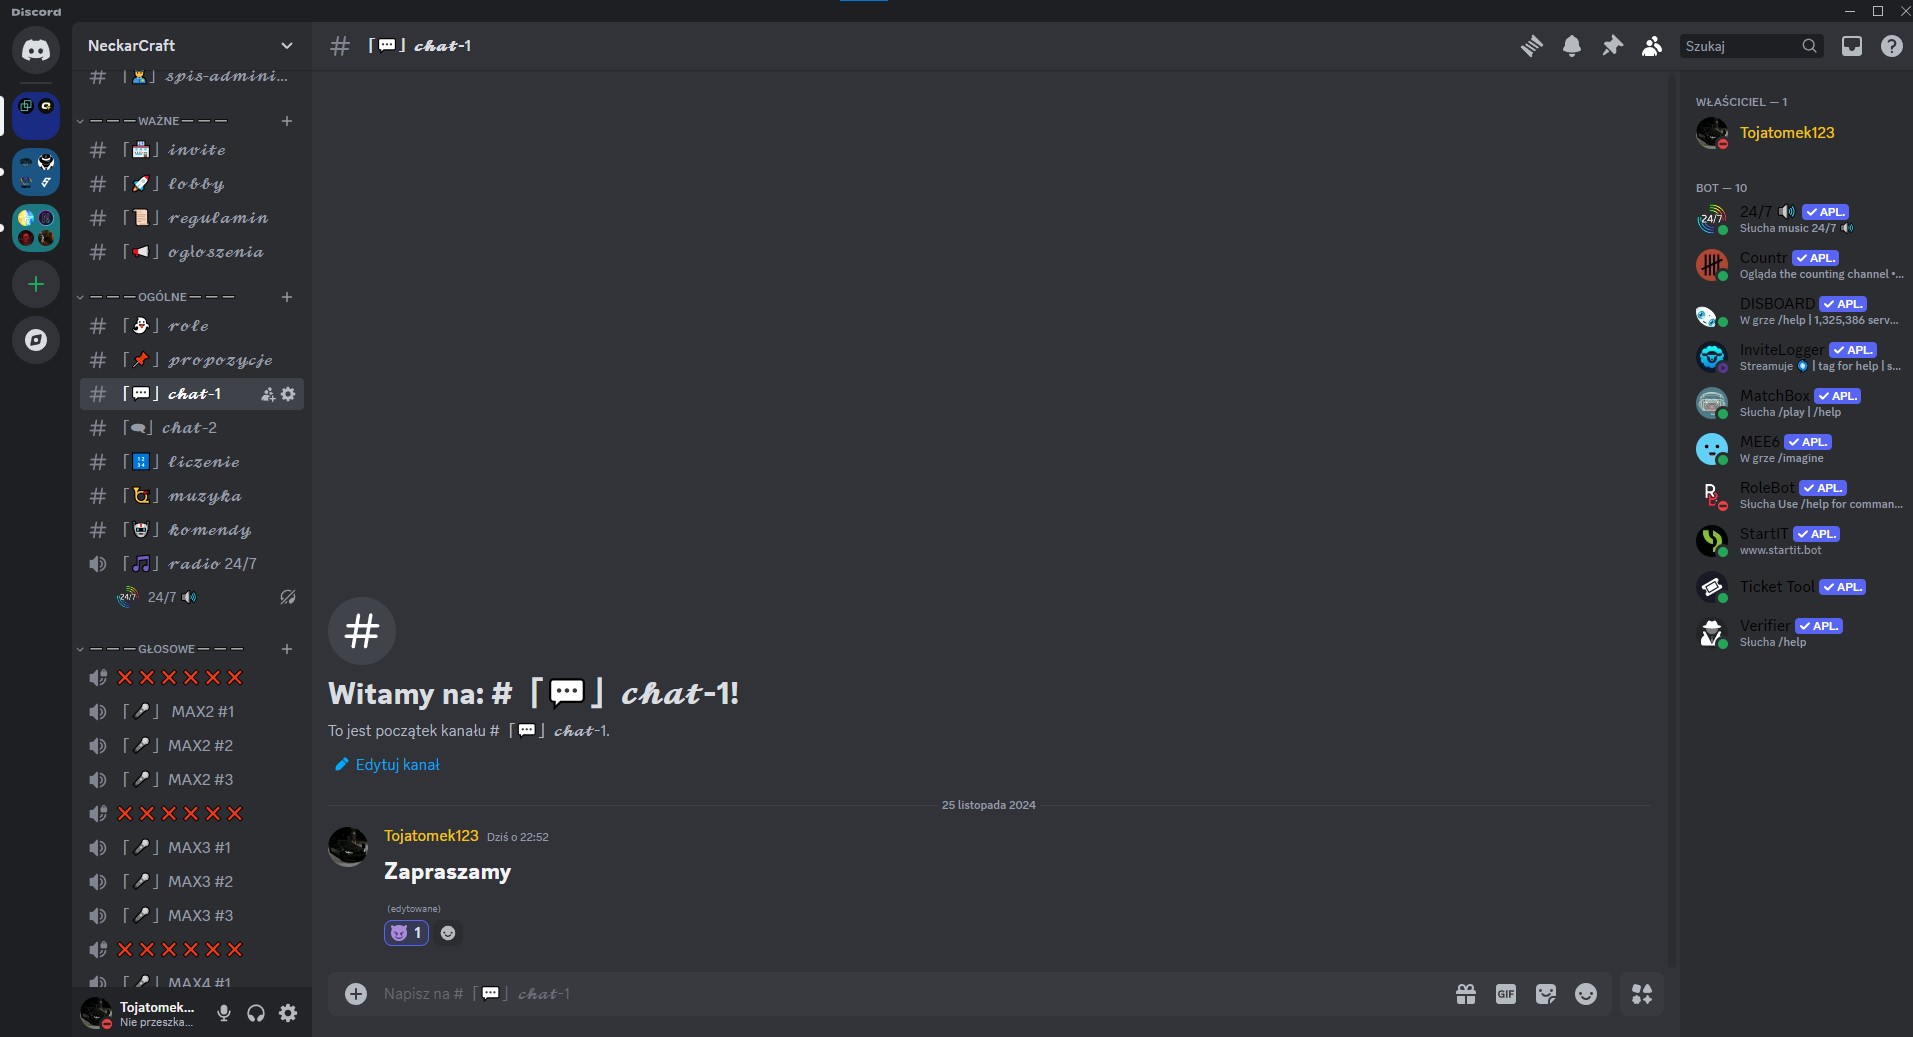 Discord
NeckarCraft
# 「💬」 𝓬𝓱𝓪𝓽-1
Szukaj
# 「👨‍💼」 𝓼𝓹𝓲𝓼-𝓪𝓭𝓶𝓲𝓷𝓲...
———WAŻNE———
# 「📩」 𝓲𝓷𝓿𝓲𝓽𝓮
# 「🚀」 𝓵𝓸𝓫𝓫𝔂
# 「📜」 𝓻𝓮𝓰𝓾𝓵𝓪𝓶𝓲𝓷
# 「📢」 𝓸𝓰ł𝓸𝓼𝔃𝓮𝓷𝓲𝓪
———OGÓLNE———
# 「👻」 𝓻𝓸𝓵𝓮
# 「📌」 𝓹𝓻𝓸𝓹𝓸𝔃𝔂𝓬𝓳𝓮
# 「💬」 𝓬𝓱𝓪𝓽-1
# 「🗨」 𝓬𝓱𝓪𝓽-2
# 「🔢」 𝓵𝓲𝓬𝔃𝓮𝓷𝓲𝓮
# 「📯」 𝓶𝓾𝔃𝔂𝓴𝓪
# 「🤖」 𝓴𝓸𝓶𝓮𝓷𝓭𝔂
「🎵」 𝓻𝓪𝓭𝓲𝓸 24/7
24/7 24/7 🔊
———GŁOSOWE———
❌❌❌❌❌❌
「🎤」 MAX2 #1
「🎤」 MAX2 #2
「🎤」 MAX2 #3
❌❌❌❌❌❌
「🎤」 MAX3 #1
「🎤」 MAX3 #2
「🎤」 MAX3 #3
❌❌❌❌❌❌
「🎤」 MAX4 #1
Tojatomek...
Nie przeszka...
Witamy na: # 「💬」 𝓬𝓱𝓪𝓽-1!
To jest początek kanału # 「💬」 𝓬𝓱𝓪𝓽-1.
Edytuj kanał
25 listopada 2024
Tojatomek123 Dziś o 22:52
Zapraszamy
(edytowane)
😈 1
Napisz na # 「💬」 𝓬𝓱𝓪𝓽-1
GIF
WŁAŚCICIEL — 1
Tojatomek123
BOT — 10
24/7 24/7 🔊 ✓ APL.
Słucha music 24/7 🔊
Countr ✓ APL.
Ogląda the counting channel •...
DISBOARD ✓ APL.
W grze /help | 1,325,386 serv...
InviteLogger ✓ APL.
Streamuje | tag for help | s...
MatchBox ✓ APL.
Słucha /play | /help
MEE6 ✓ APL.
W grze /imagine
RoleBot ✓ APL.
Słucha Use /help for comman...
StartIT ✓ APL.
www.startit.bot
Ticket Tool ✓ APL.
Verifier ✓ APL.
Słucha /help